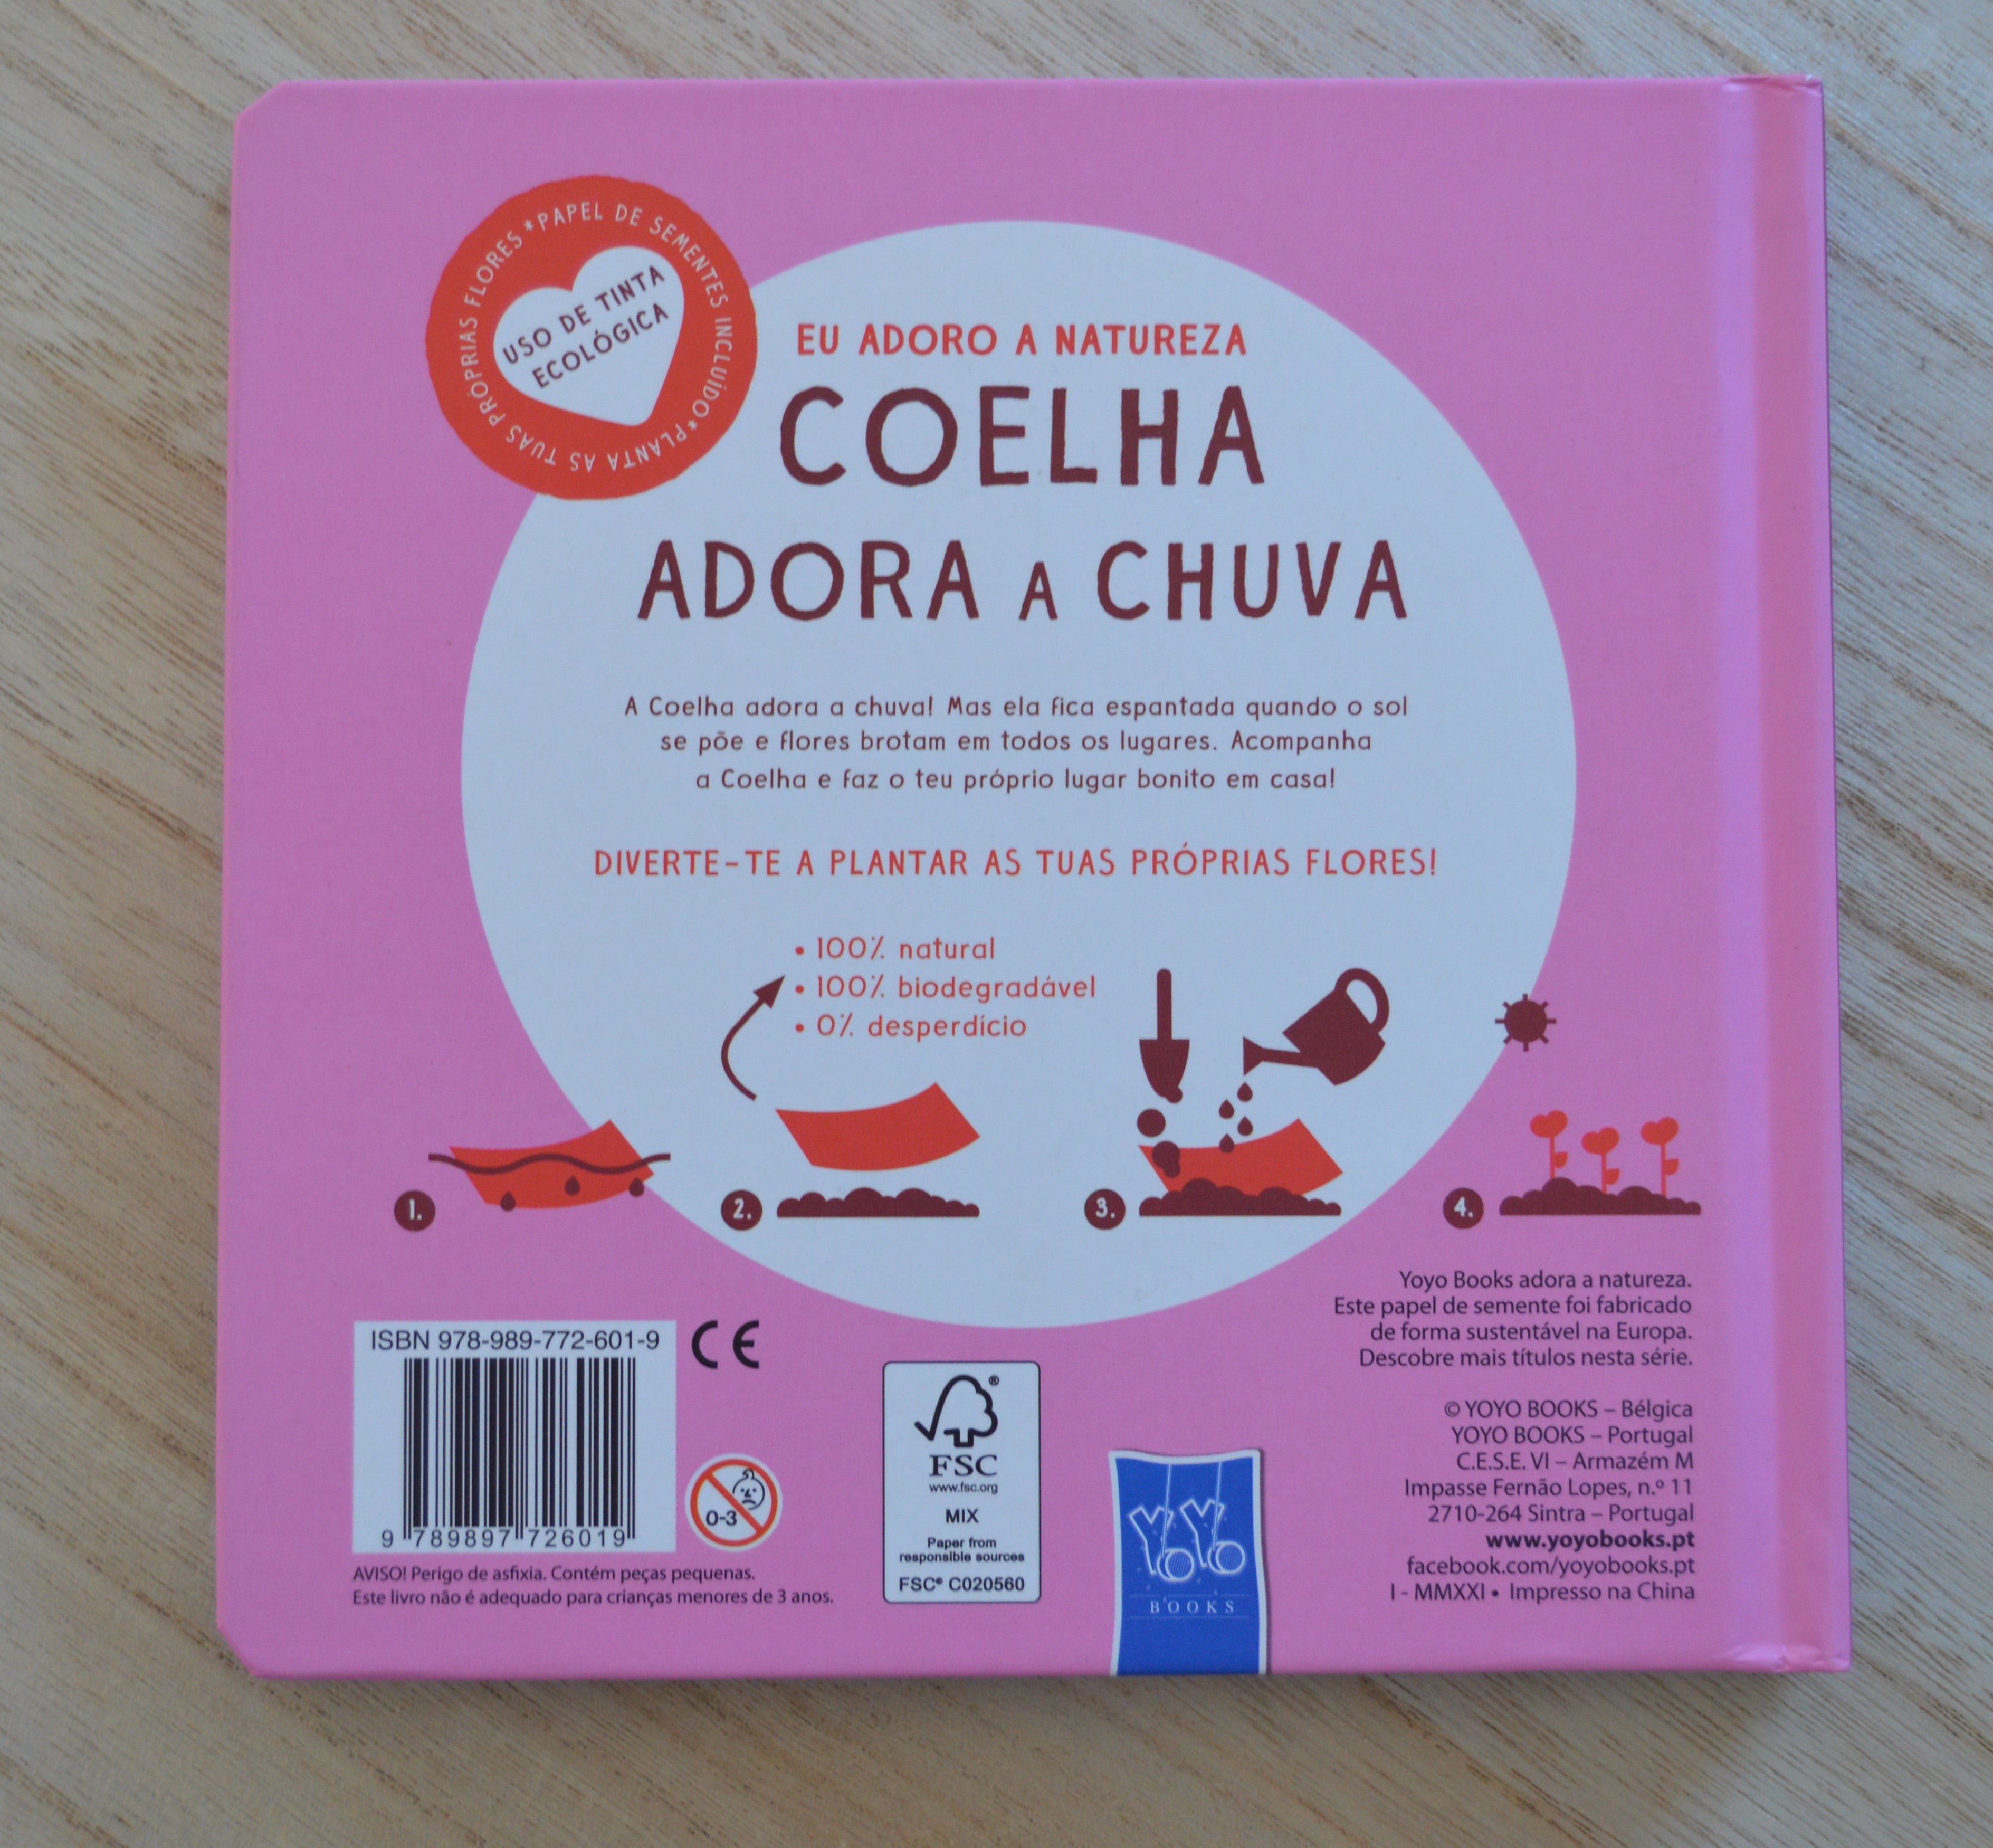 *PAPEL DE SEMENTES INCLUÍDO*PLANTA AS TUAS PRÓPRIAS FLORES
USO DE TINTA
ECOLÓGICA
EU ADORO A NATUREZA
COELHA
ADORA A CHUVA
A Coelha adora a chuva! Mas ela fica espantada quando o sol
se põe e flores brotam em todos os lugares. Acompanha
a Coelha e faz o teu próprio lugar bonito em casa!
DIVERTE-TE A PLANTAR AS TUAS PRÓPRIAS FLORES!
• 100% natural
• 100% biodegradável
• 0% desperdício
1.
2.
3.
4.
Yoyo Books adora a natureza.
Este papel de semente foi fabricado
de forma sustentável na Europa.
Descobre mais títulos nesta série.
ISBN 978-989-772-601-9
9 789897 726019
CE
0-3
AVISO! Perigo de asfixia. Contém peças pequenas.
Este livro não é adequado para crianças menores de 3 anos.
®
FSC
www.fsc.org
MIX
Paper from
responsible sources
FSC® C020560
YOYO
BOOKS
© YOYO BOOKS – Bélgica
YOYO BOOKS – Portugal
C.E.S.E. VI – Armazém M
Impasse Fernão Lopes, n.º 11
2710-264 Sintra – Portugal
www.yoyobooks.pt
facebook.com/yoyobooks.pt
I - MMXXI • Impresso na China